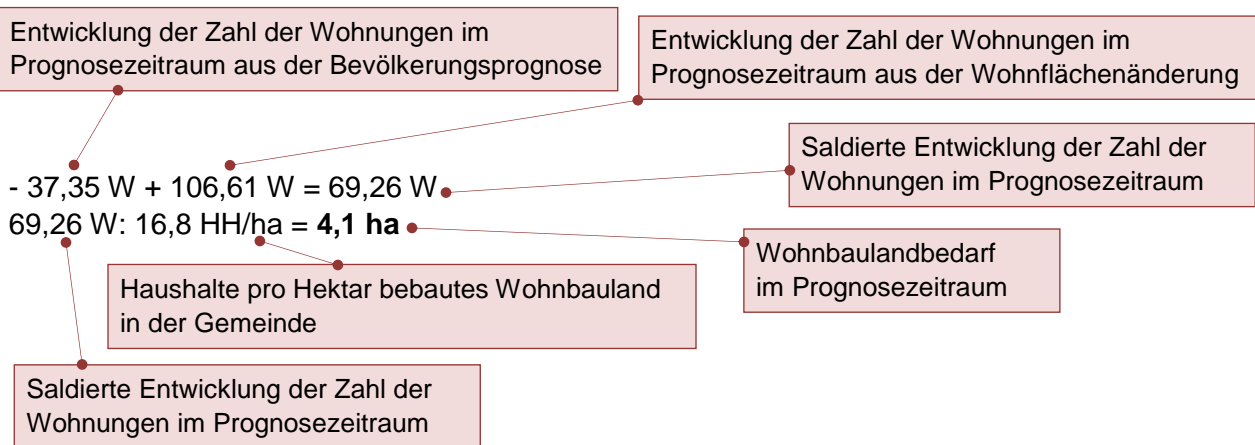 Entwicklung der Zahl der Wohnungen im
Prognosezeitraum aus der Bevölkerungsprognose
Entwicklung der Zahl der Wohnungen im
Prognosezeitraum aus der Wohnflächenänderung
Saldierte Entwicklung der Zahl der
Wohnungen im Prognosezeitraum
- 37,35 W + 106,61 W = 69,26 W
69,26 W: 16,8 HH/ha = 4,1 ha
Wohnbaulandbedarf
im Prognosezeitraum
Haushalte pro Hektar bebautes Wohnbauland
in der Gemeinde
Saldierte Entwicklung der Zahl der
Wohnungen im Prognosezeitraum